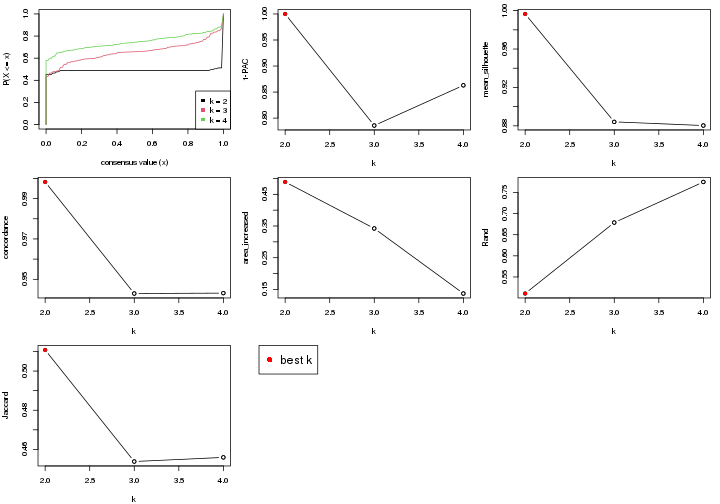 P(X <= x)
0.0 0.2 0.4 0.6 0.8 1.0
k = 2
k = 3
k = 4
0.0 0.2 0.4 0.6 0.8 1.0
consensus value (x)
1-PAC
0.80 0.85 0.90 0.95 1.00
2.0 2.5 3.0 3.5 4.0
k
mean_silhouette
0.88 0.92 0.96 1.00
2.0 2.5 3.0 3.5 4.0
k
concordance
0.95 0.97 0.99
2.0 2.5 3.0 3.5 4.0
k
area_increased
0.15 0.25 0.35 0.45
2.0 2.5 3.0 3.5 4.0
k
Rand
0.55 0.60 0.65 0.70 0.75
2.0 2.5 3.0 3.5 4.0
k
Jaccard
0.46 0.48 0.50
2.0 2.5 3.0 3.5 4.0
k
best k